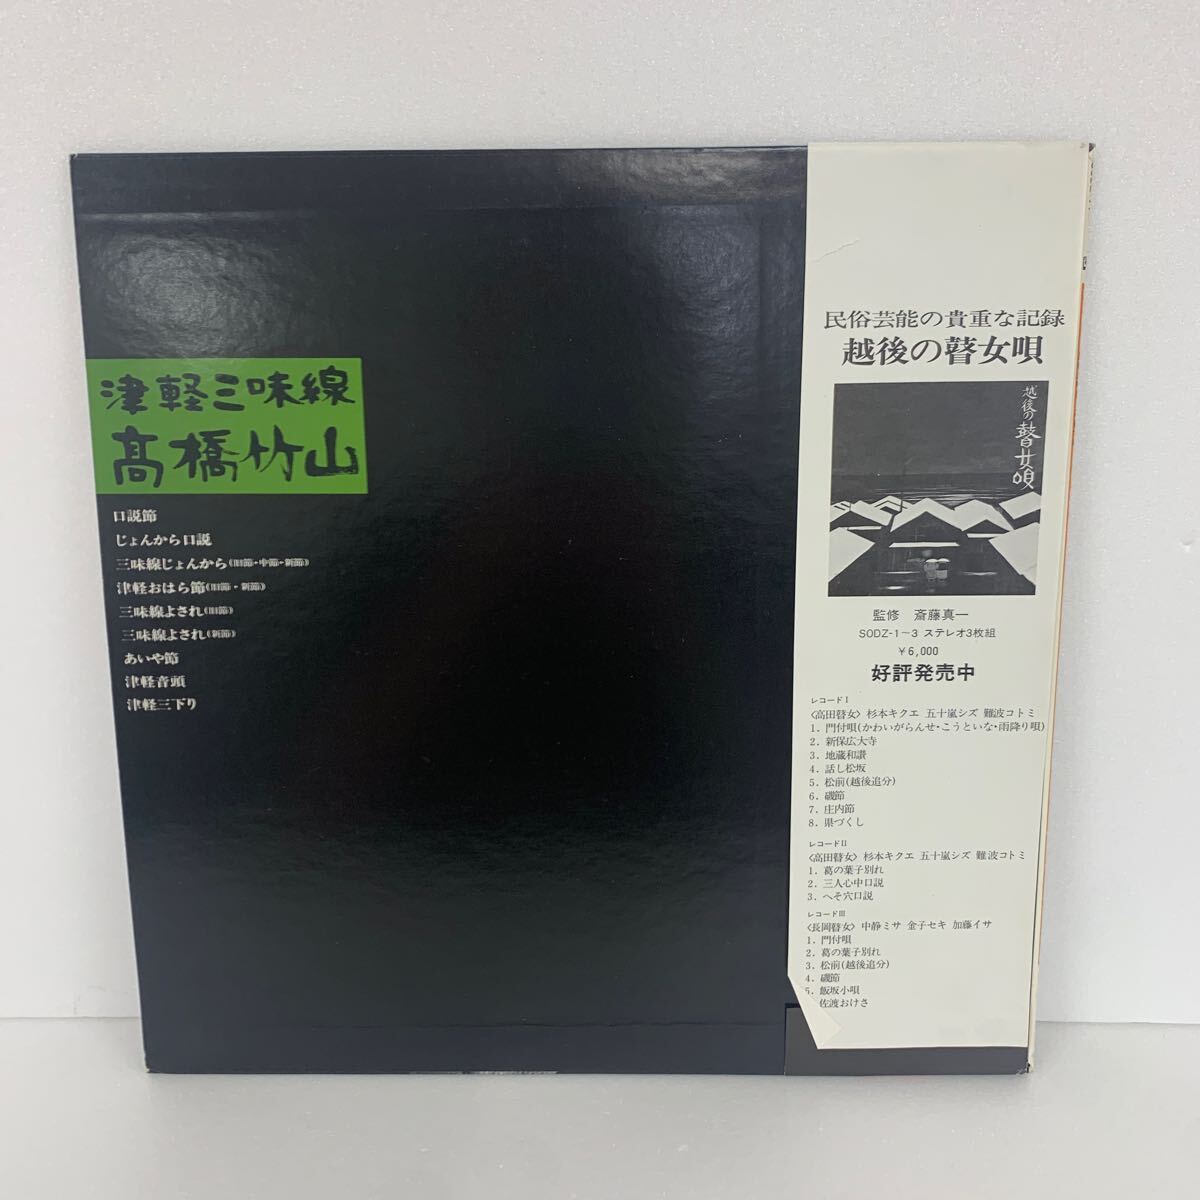 津軽三味線
髙橋竹山
口説節
じょんから口説
三味線じょんから(旧節・中節・新節)
津軽おはら節(旧節・新節)
三味線よされ(旧節)
三味線よされ(新節)
あいや節
津軽音頭
津軽三下り
民俗芸能の貴重な記録
越後の瞽女唄
越後の瞽女唄
監修 斎藤真一
SODZ-1〜3 ステレオ3枚組
￥6,000
好評発売中
レコードI
〈高田瞽女〉杉本キクエ 五十嵐シズ 難波コトミ
1. 門付唄(かわいがらんせ・こうといな・雨降り唄)
2. 新保広大寺
3. 地蔵和讃
4. 話し松坂
5. 松前(越後追分)
6. 磯節
7. 庄内節
8. 県づくし
レコードII
〈高田瞽女〉杉本キクエ 五十嵐シズ 難波コトミ
1. 葛の葉子別れ
2. 三人心中口説
3. へそ穴口説
レコードIII
〈長岡瞽女〉中静ミサ 金子セキ 加藤イサ
1. 門付唄
2. 葛の葉子別れ
3. 松前(越後追分)
4. 磯節
5. 飯坂小唄
佐渡おけさ